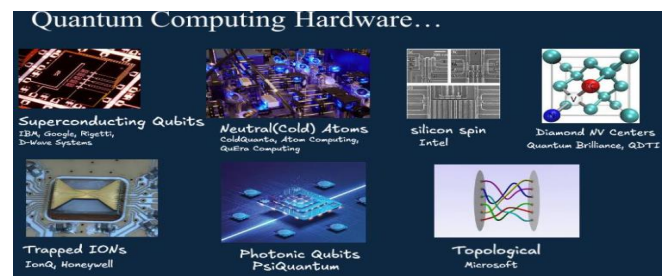 Quantum Computing Hardware...
Superconducting Qubits
IBM, Google, Rigetti,
D-Wave Systems
Neutral(Cold) Atoms
ColdQuanta, Atom Computing,
QuEra Computing
silicon spin
Intel
Diamond NV Centers
Quantum Brilliance, QDTI
Trapped IONs
IonQ, Honeywell
Photonic Qubits
PsiQuantum
Topological
Microsoft